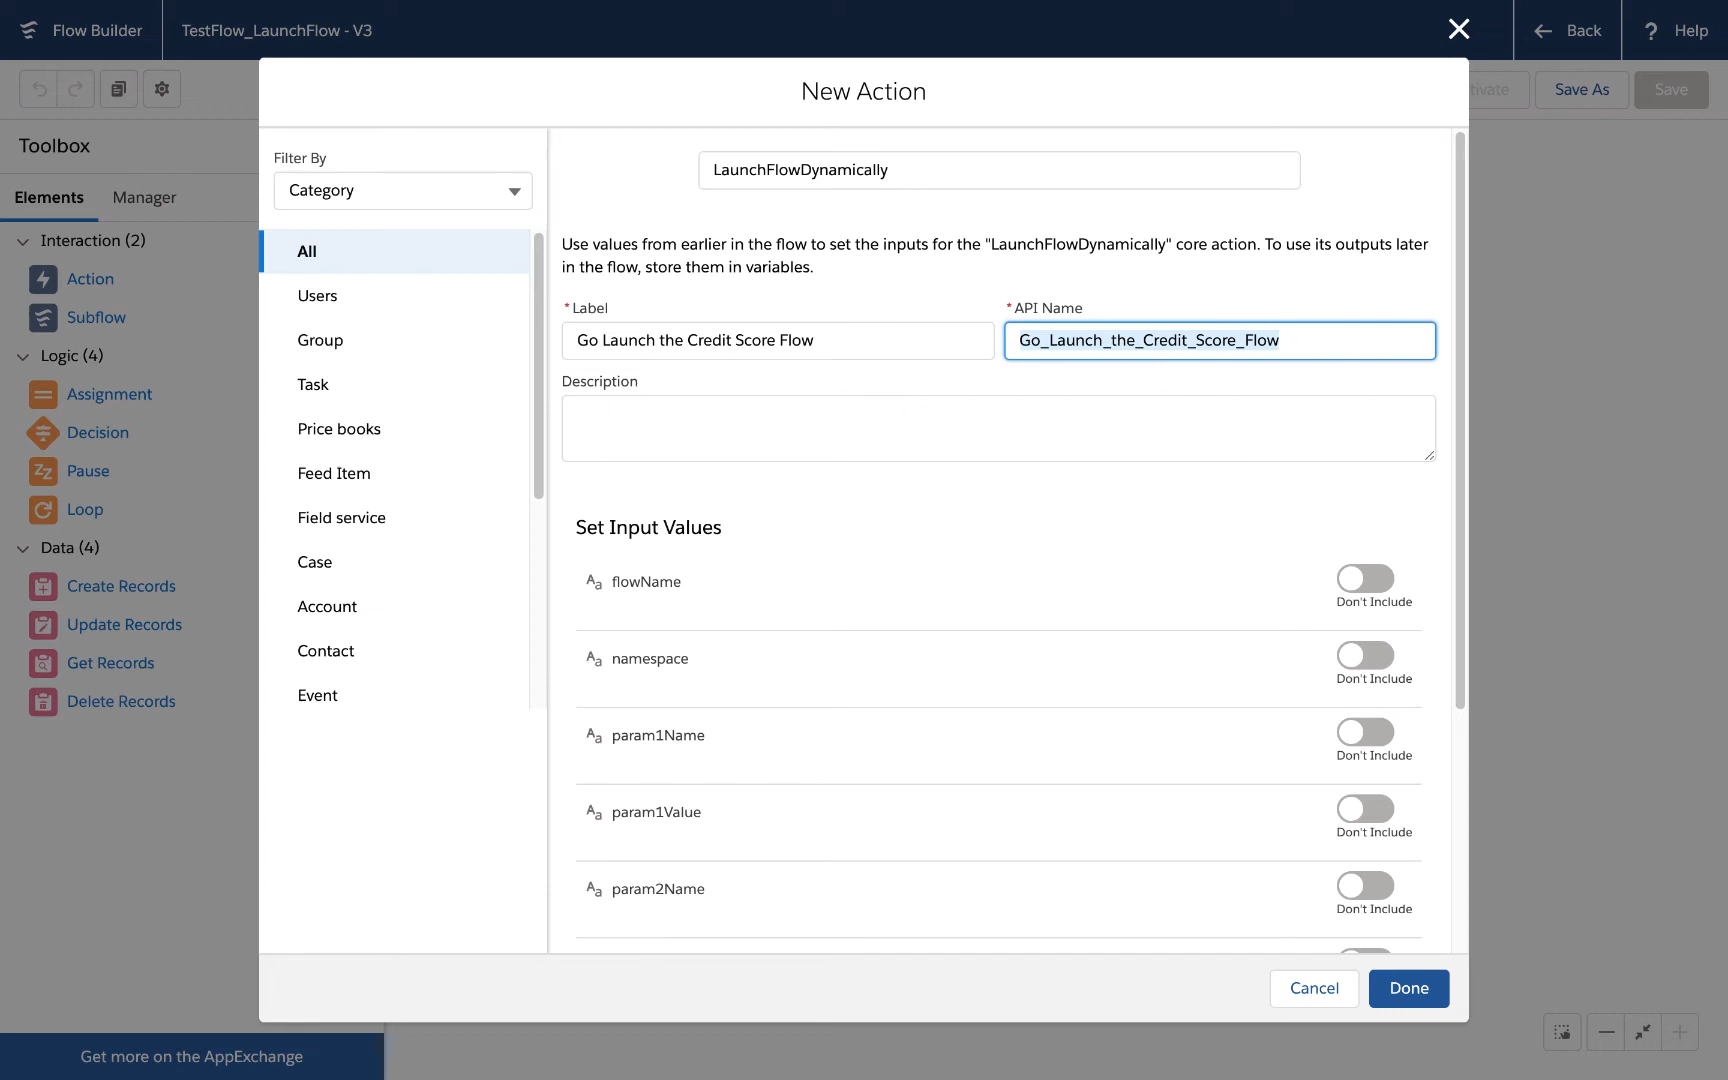 Flow Builder
TestFlow_LaunchFlow - V3
Back
? Help
tivate
Save As
Save
Toolbox
Elements
Manager
Interaction (2)
Action
Subflow
Logic (4)
Assignment
Decision
Pause
Loop
Data (4)
Create Records
Update Records
Get Records
Delete Records
Get more on the AppExchange
New Action
Filter By
Category
All
Users
Group
Task
Price books
Feed Item
Field service
Case
Account
Contact
Event
LaunchFlowDynamically
Use values from earlier in the flow to set the inputs for the "LaunchFlowDynamically" core action. To use its outputs later
in the flow, store them in variables.
* Label
Go Launch the Credit Score Flow
* API Name
Go_Launch_the_Credit_Score_Flow
Description
Set Input Values
Aa flowName
Don't Include
Aa namespace
Don't Include
Aa param1Name
Don't Include
Aa param1Value
Don't Include
Aa param2Name
Don't Include
Cancel
Done